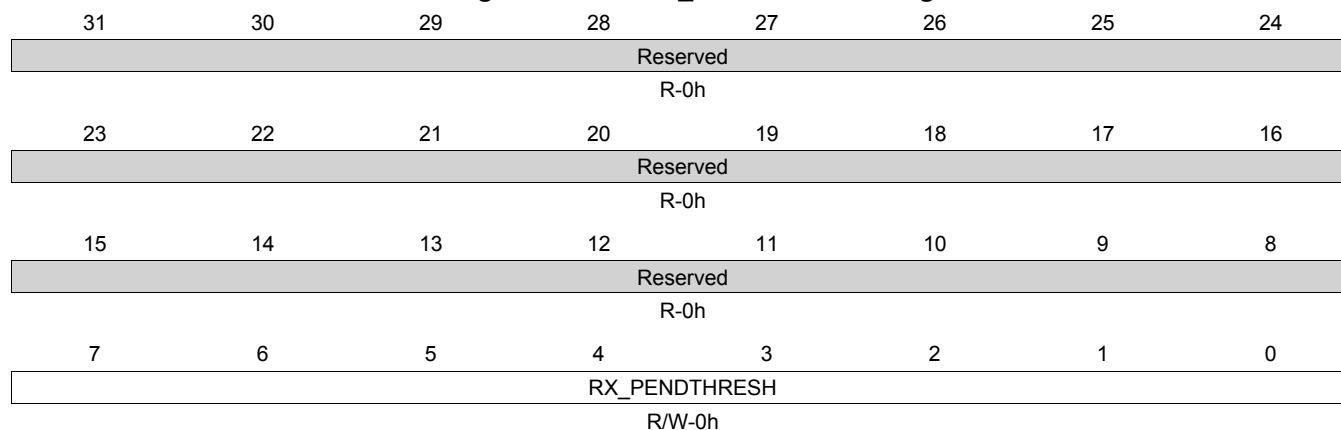 31 30 29 28 27 26 25 24
Reserved
R-0h
23 22 21 20 19 18 17 16
Reserved
R-0h
15 14 13 12 11 10 9 8
Reserved
R-0h
7 6 5 4 3 2 1 0
RX_PENDTHRESH
R/W-0h